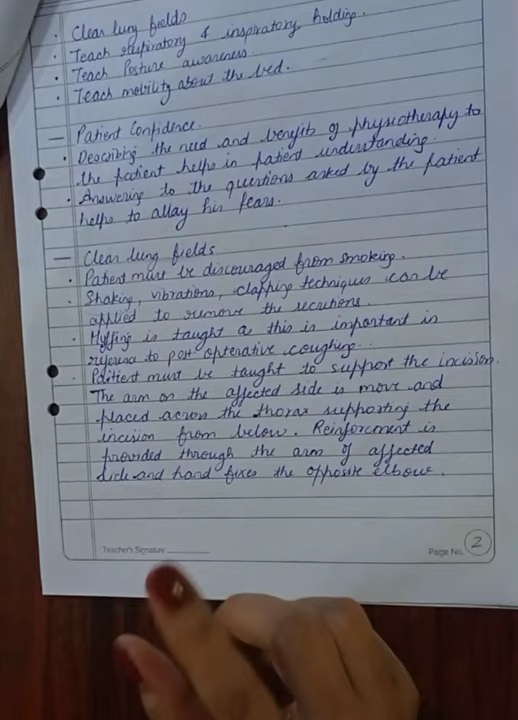 . Clear lung fields
. Teach respiratory & inspiratory holding.
. Teach Posture awareness.
. Teach mobility about the bed.
— Patient Confidence.
. Describing the need and benefits of physiotherapy to
the patient helps in patient understanding.
. Answering to the questions asked by the patient
helps to allay his fears.
— Clear lung fields
. Patient must be discouraged from smoking.
. Shaking, vibrations, clapping techniques can be
applied to remove the secretions.
. Huffing is taught as this is important in
reference to post opterative coughing.
. Paitient must be taught to support the incision.
The arm on the affected side is move and
placed across the thorax supporting the
incision from below. Reinforcement is
provided through the arm of affected
side and hand fixes the opposite elbow.
Teacher's Signature
Page No. 2